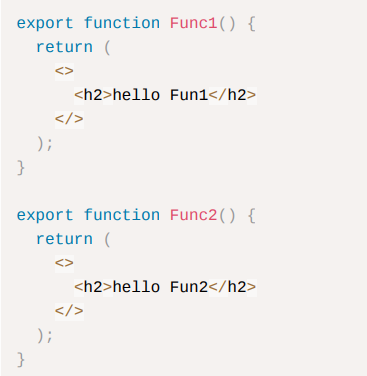 export function Func1() {
  return (
    <>
      <h2>hello Fun1</h2>
    </>
  );
}

export function Func2() {
  return (
    <>
      <h2>hello Fun2</h2>
    </>
  );
}